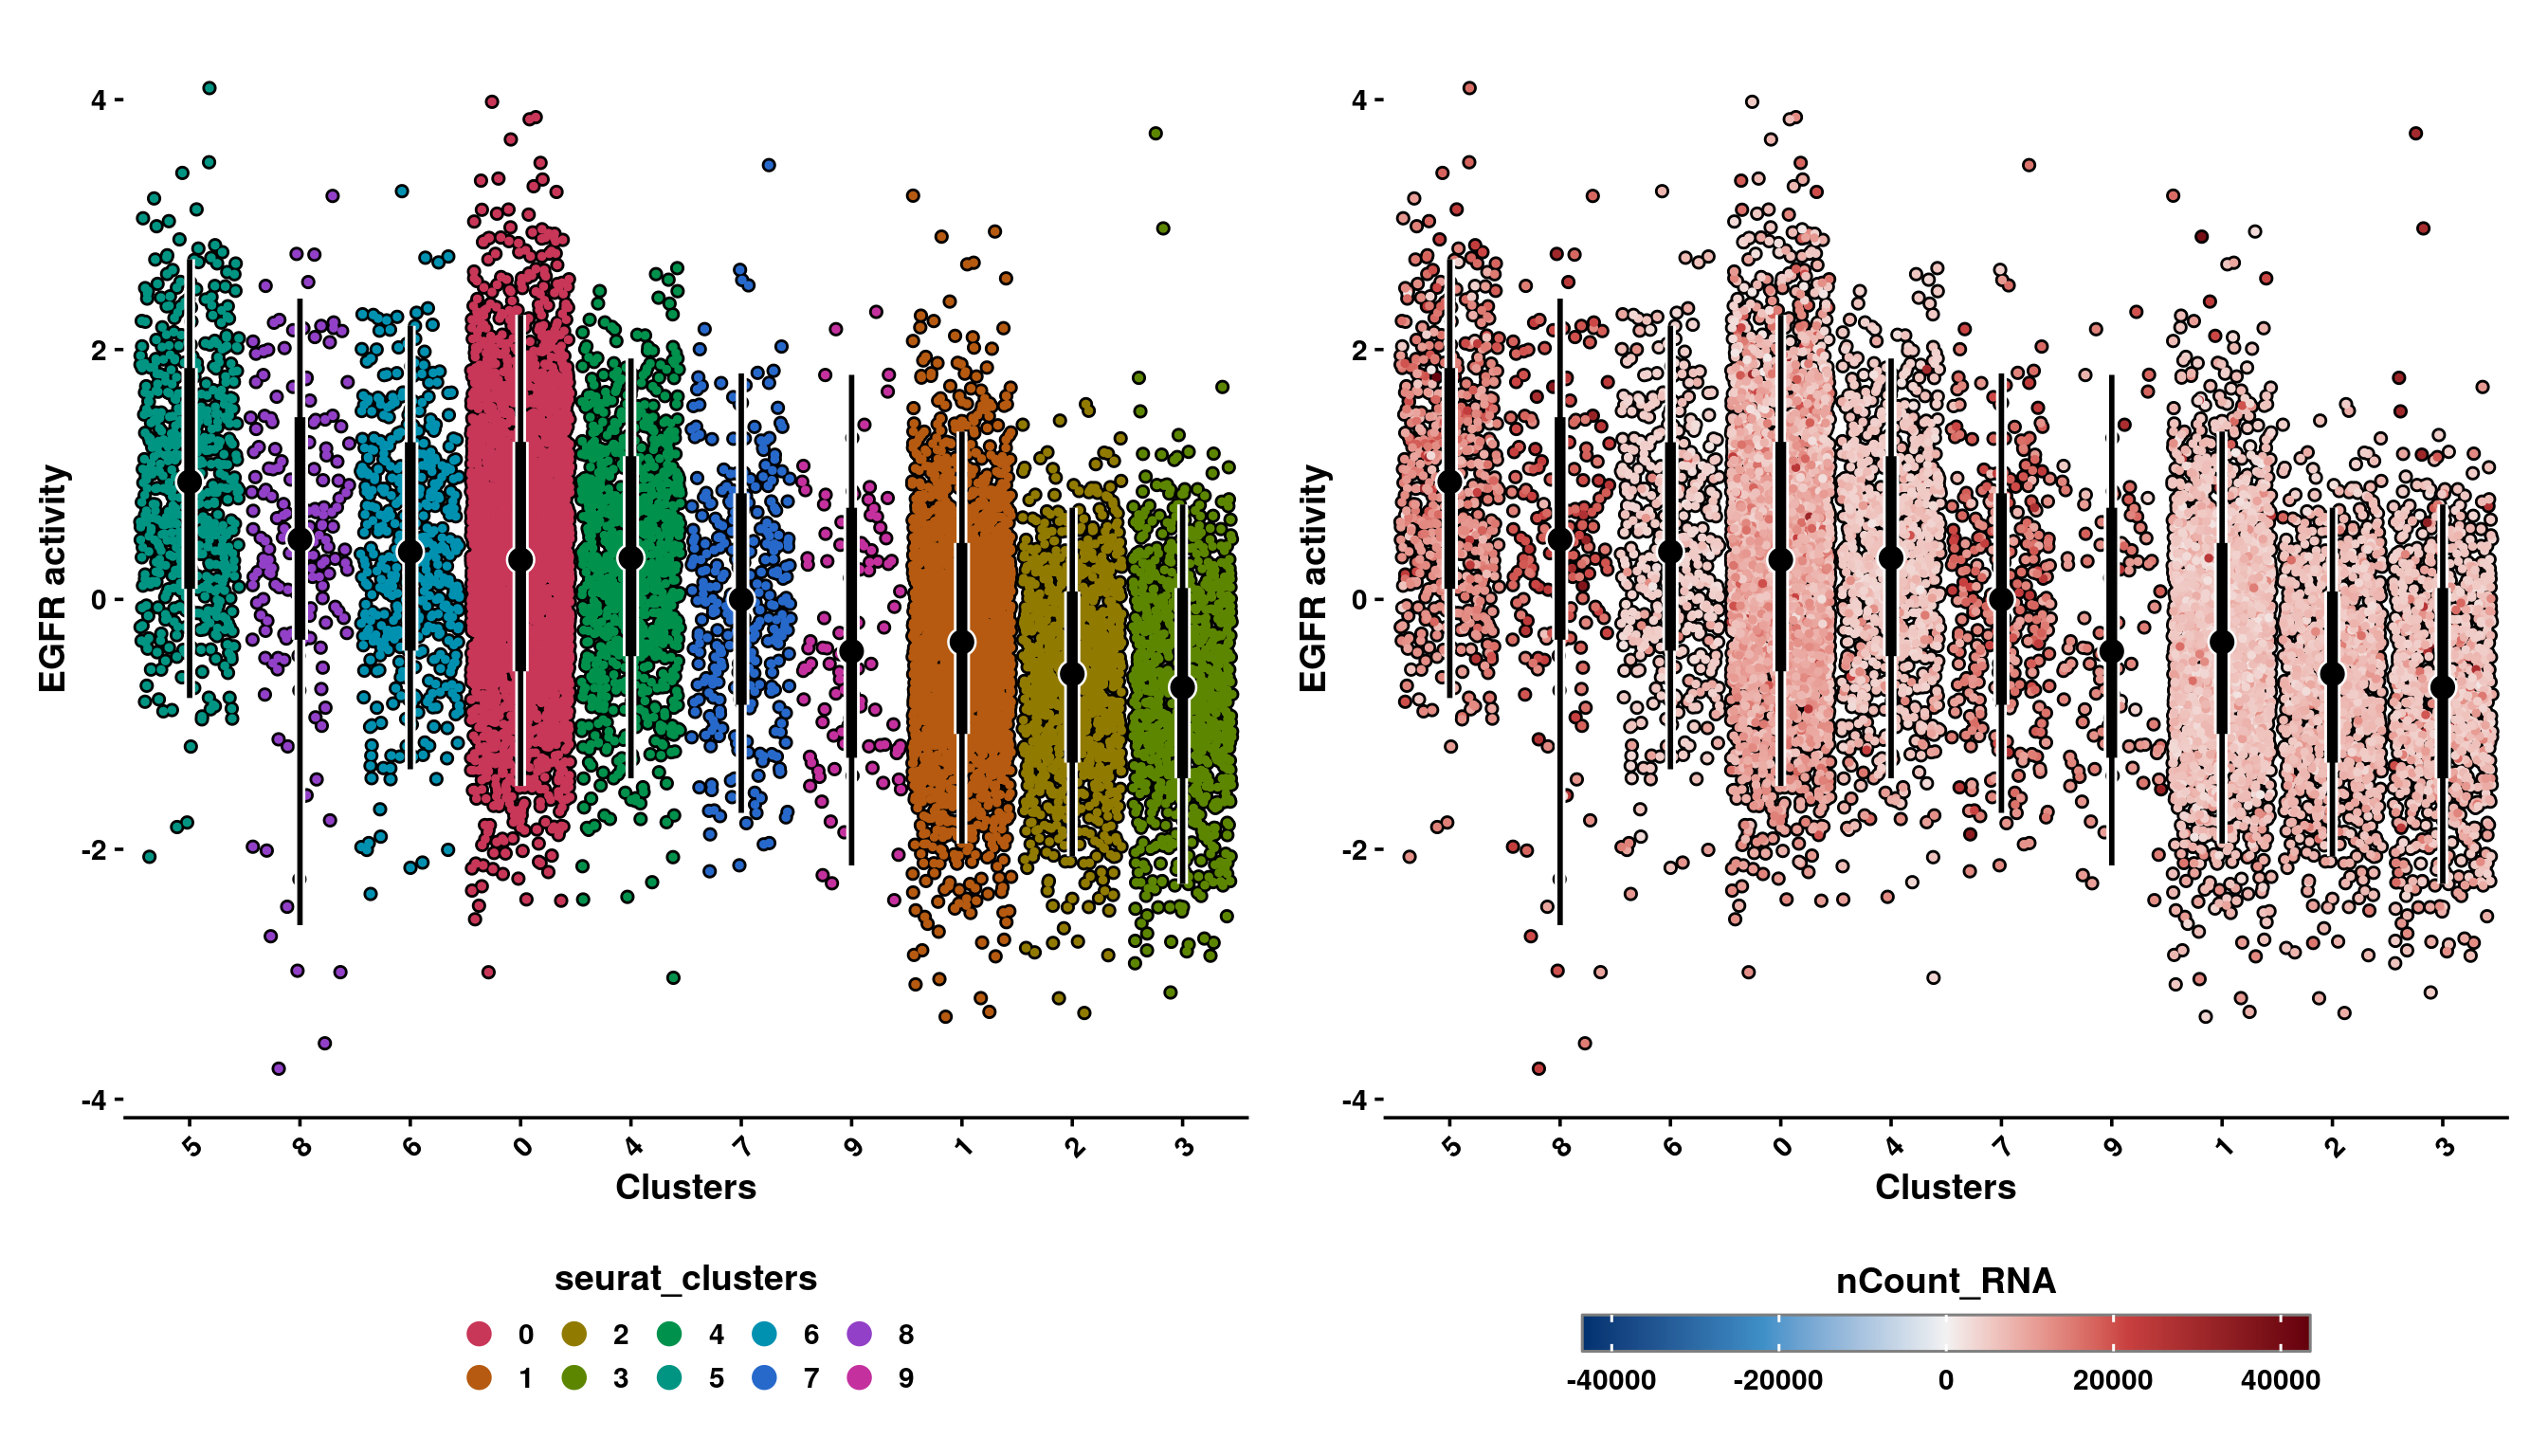 EGFR activity
4
2
0
-2
-4
5 8 6 0 4 7 9 1 2 3
Clusters
seurat_clusters
0 2 4 6 8
1 3 5 7 9
EGFR activity
4
2
0
-2
-4
5 8 6 0 4 7 9 1 2 3
Clusters
nCount_RNA
-40000 -20000 0 20000 40000